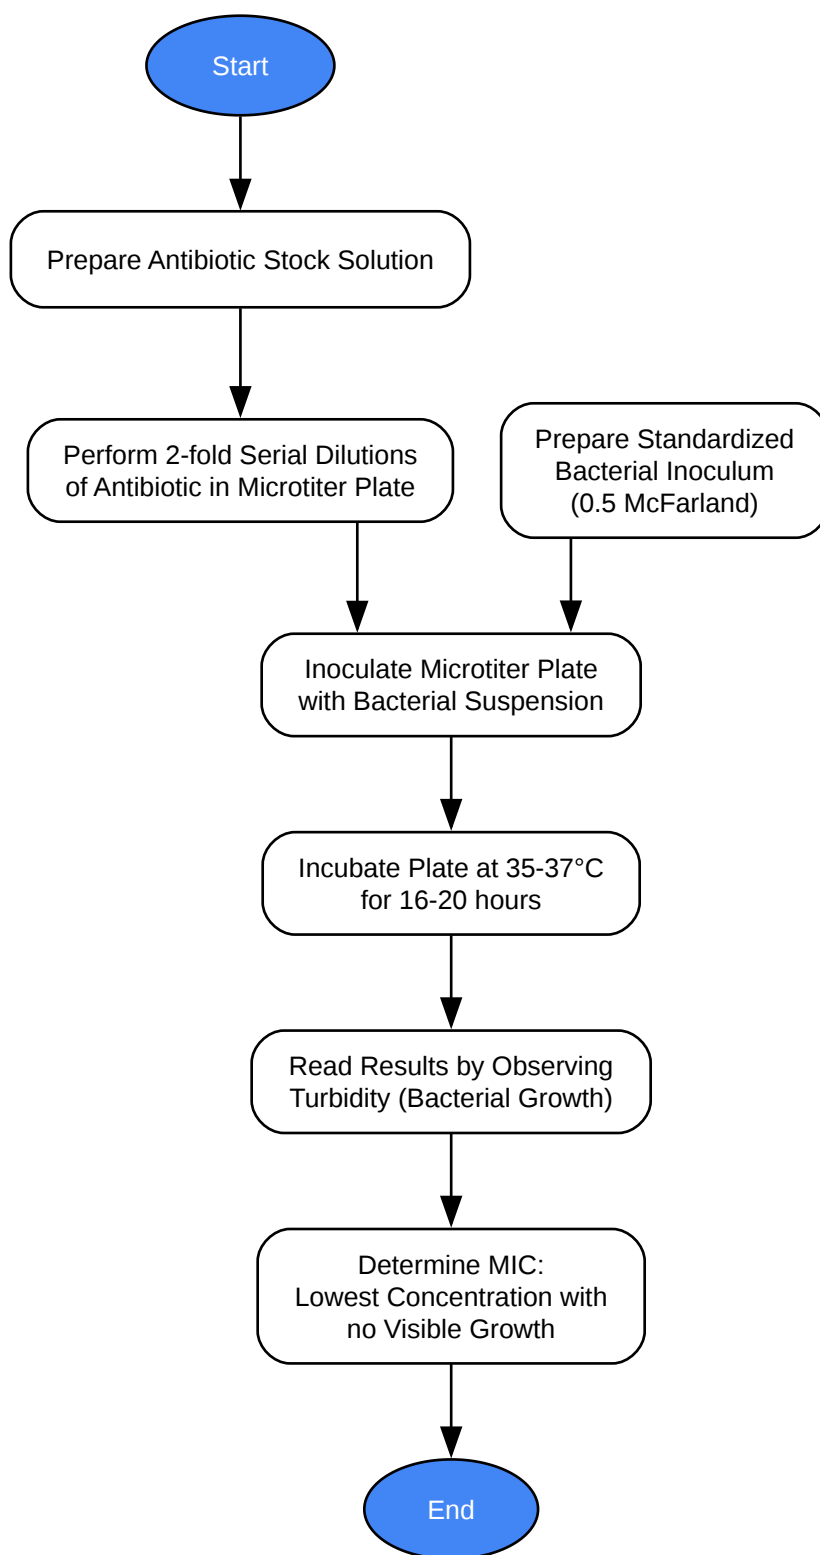 Start
Prepare Antibiotic Stock Solution
Perform 2-fold Serial Dilutions
of Antibiotic in Microtiter Plate
Prepare Standardized
Bacterial Inoculum
(0.5 McFarland)
Inoculate Microtiter Plate
with Bacterial Suspension
Incubate Plate at 35-37°C
for 16-20 hours
Read Results by Observing
Turbidity (Bacterial Growth)
Determine MIC:
Lowest Concentration with
no Visible Growth
End